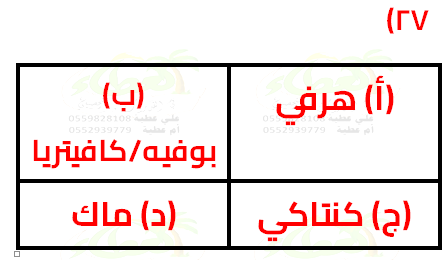 ٢٧)
(أ) هرفي
(ب)
بوفيه/كافيتريا
علي عطيه 0559828108
ام عطيه 0552939779
علي عطيه 0559828108
ام عطيه 0552939779
(ج) كنتاكي
(د) ماك